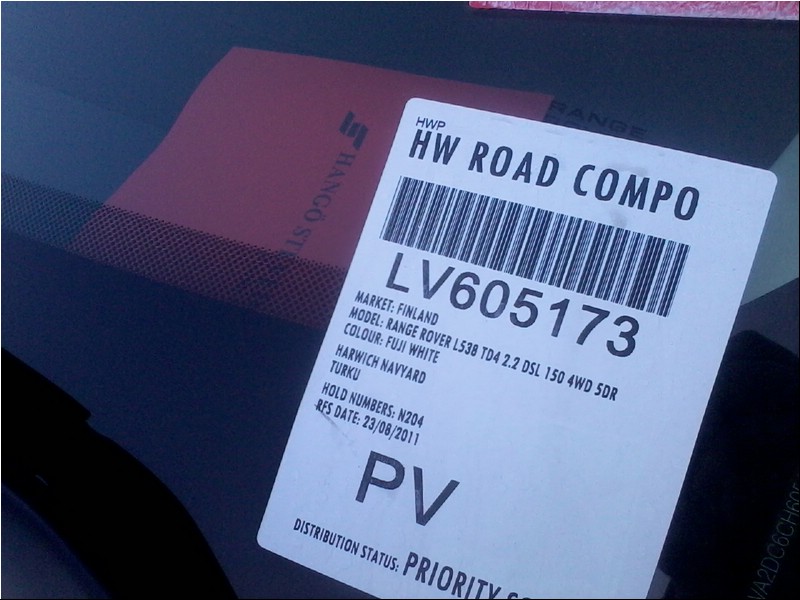 RANGE
HANGÖ
HWP
HW ROAD COMPO
LV605173
MARKET: FINLAND
MODEL: RANGE ROVER L538 TD4 2.2 DSL 150 4WD 5DR
COLOUR: FUJI WHITE
HARWICH NAVYARD
TURKU
HOLD NUMBERS: N204
RFS DATE: 23/08/2011
PV
DISTRIBUTION STATUS: PRIORITY